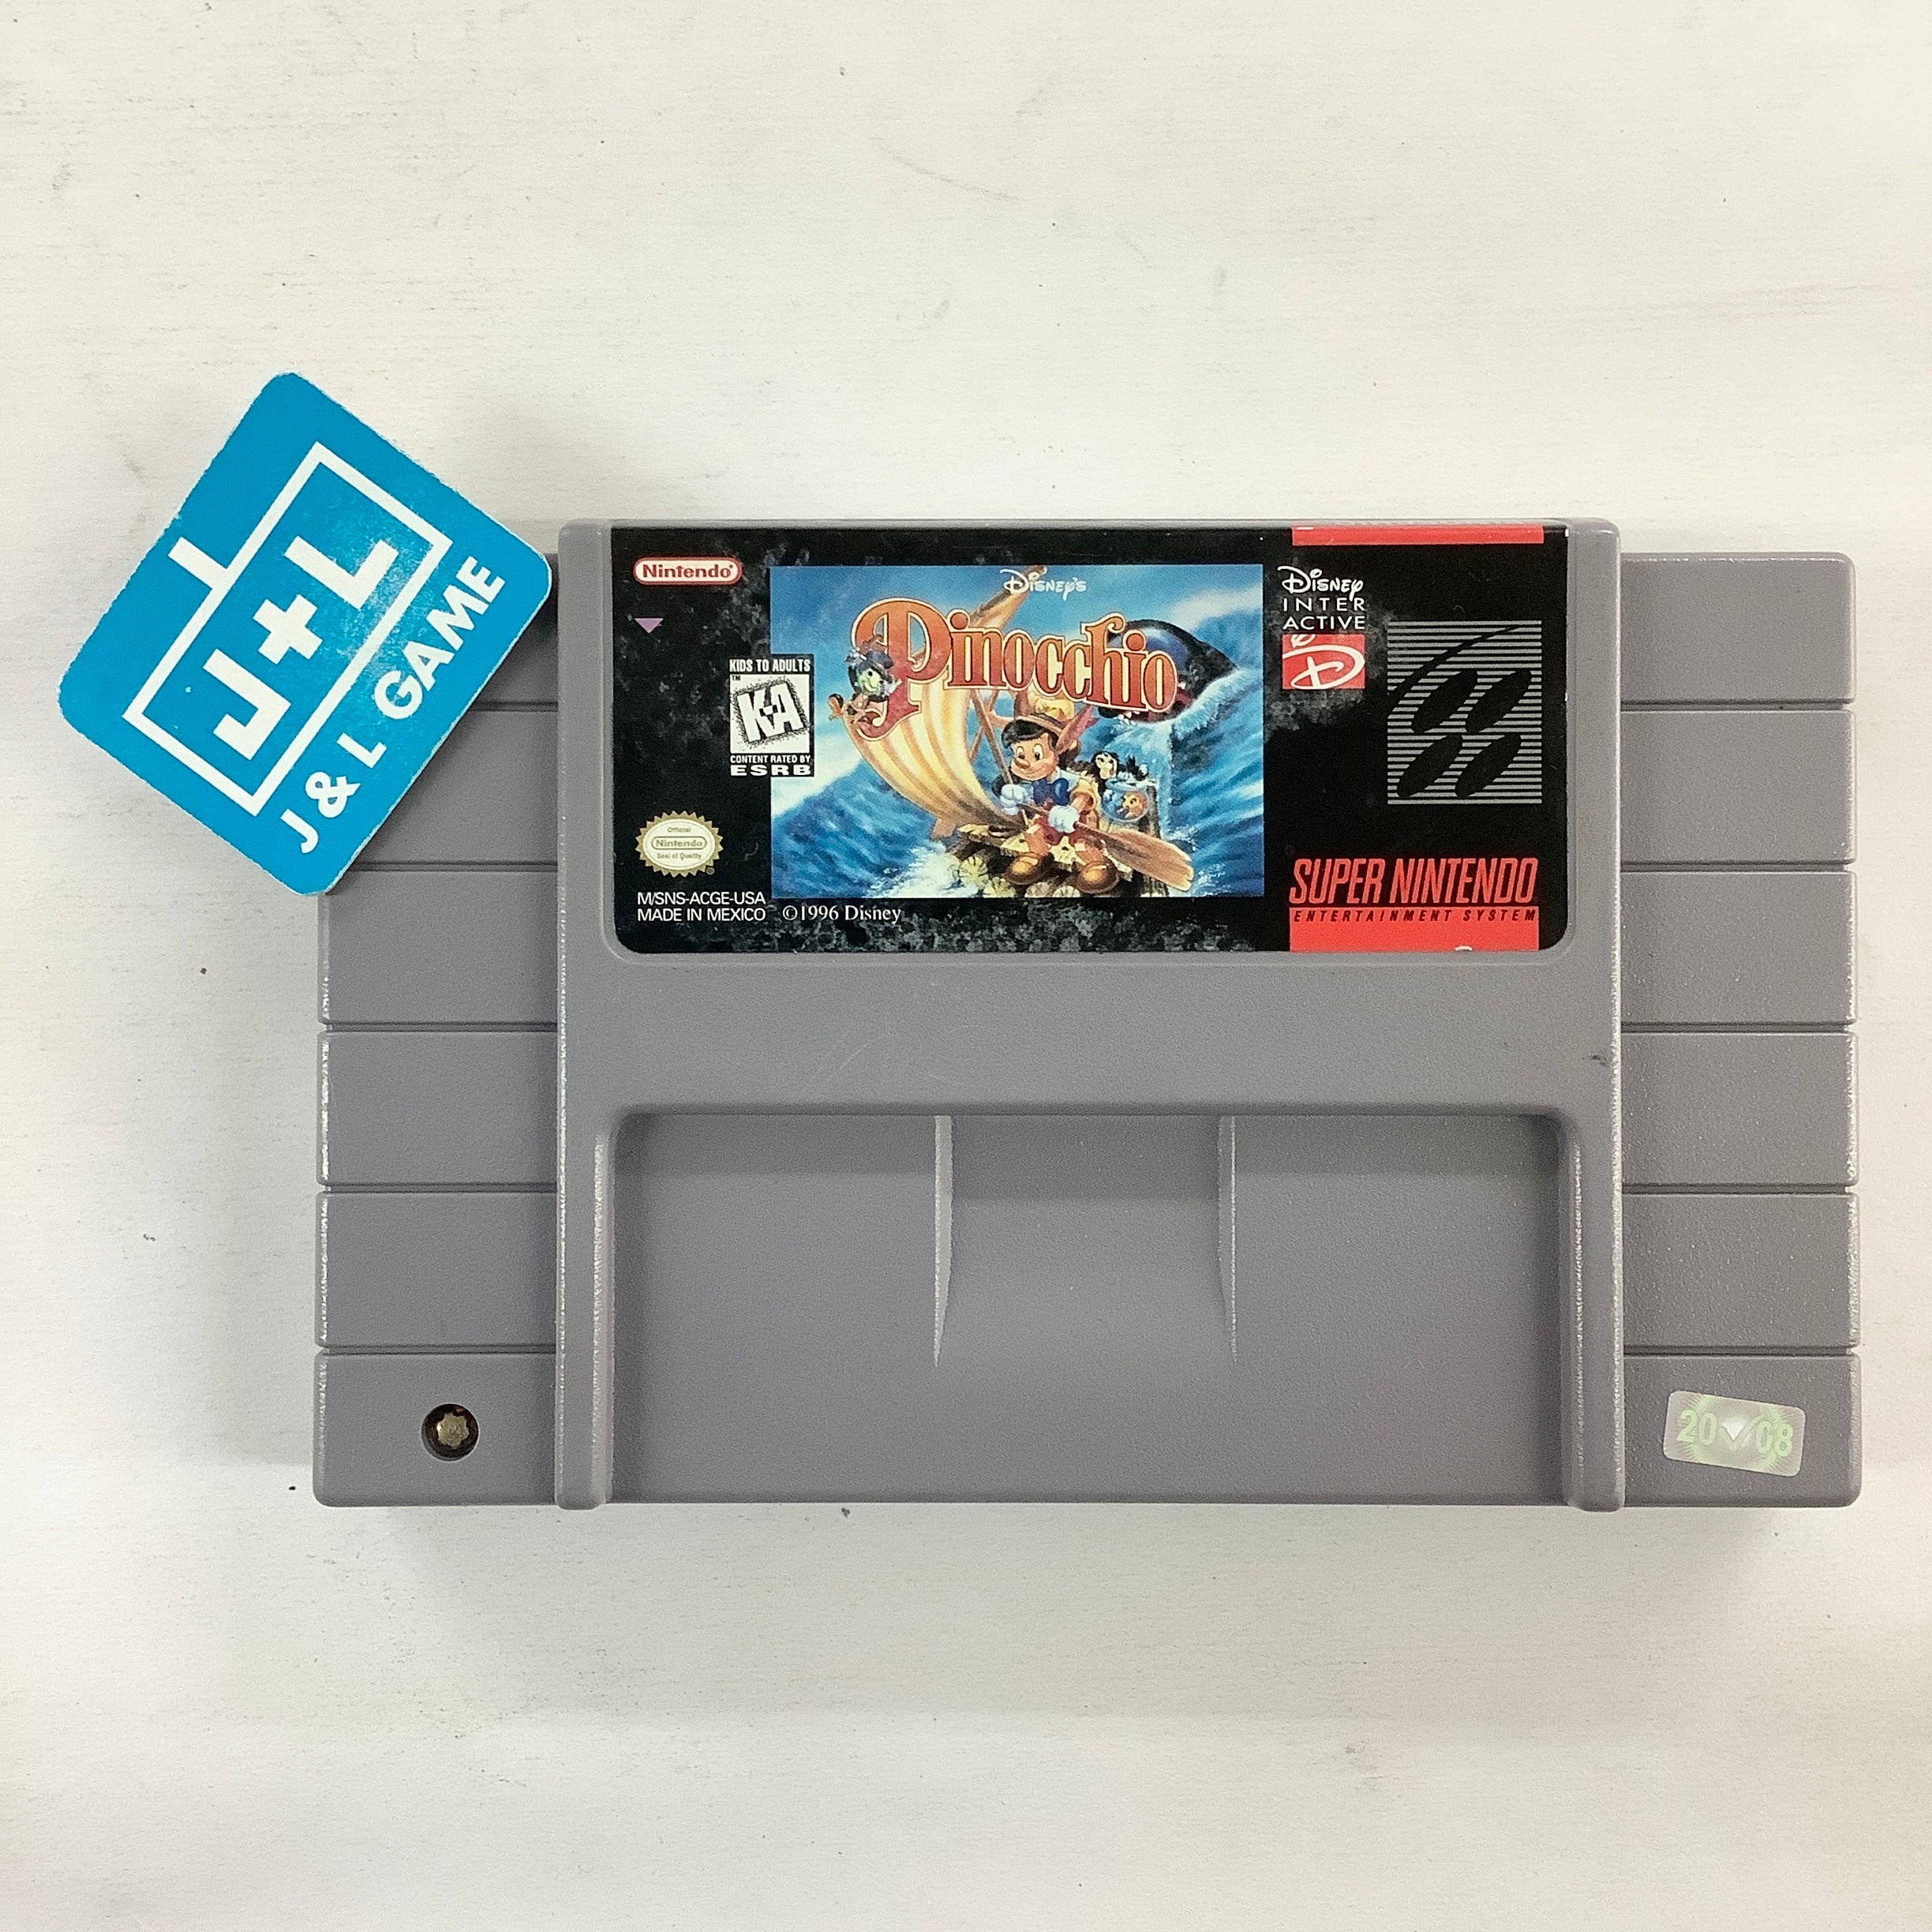 J+L
J & L GAME
Nintendo
DISNEY'S
Pinocchio
DISNEY
INTER
ACTIVE
D
KIDS TO ADULTS
TM
K-A
CONTENT RATED BY
ESRB
Official
Nintendo
Seal of Quality
M/SNS-ACGE-USA
MADE IN MEXICO
©1996 Disney
SUPER NINTENDO
ENTERTAINMENT SYSTEM
20 08